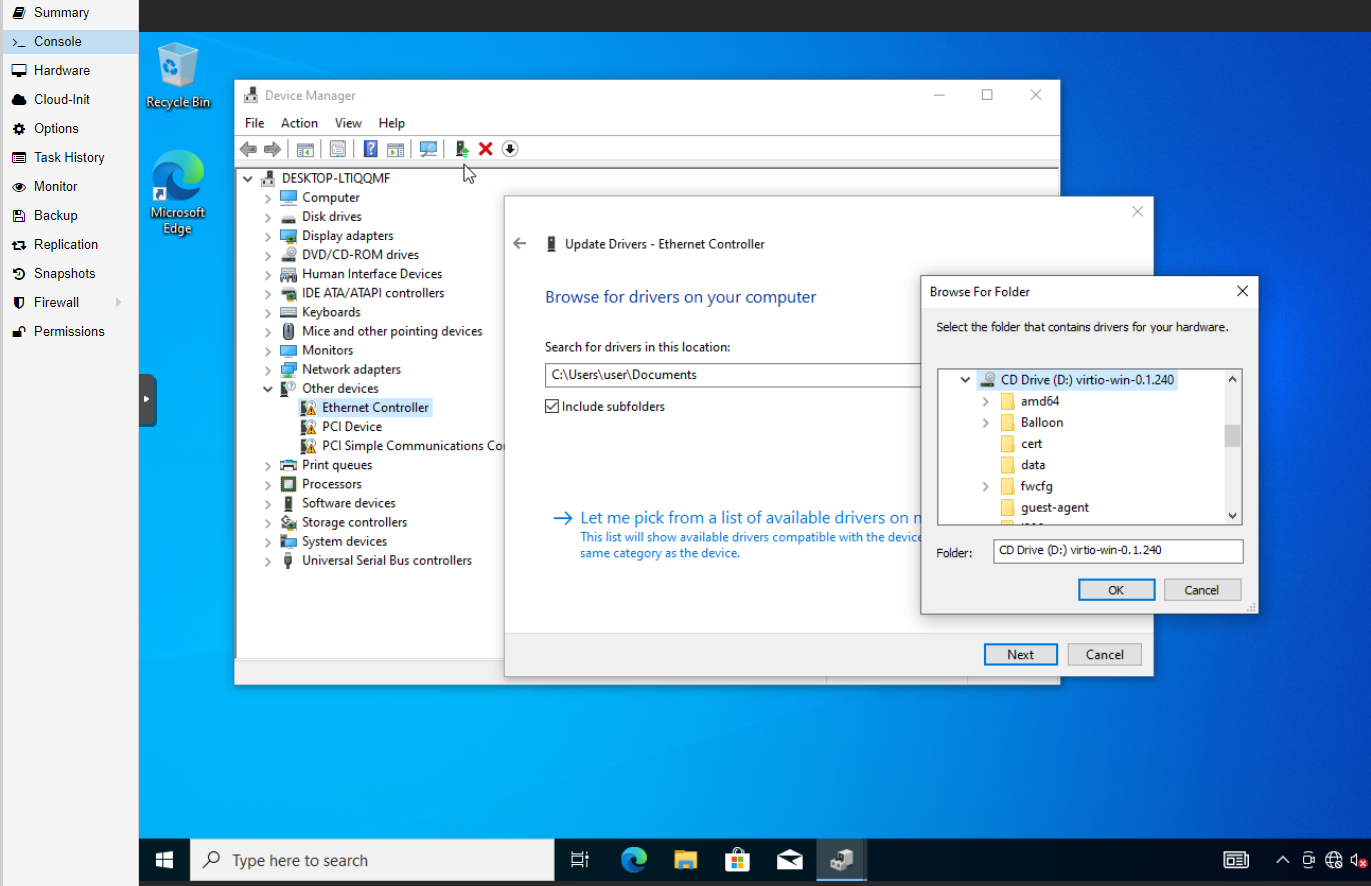 Summary
Console
Hardware
Cloud-Init
Options
Task History
Monitor
Backup
Replication
Snapshots
Firewall
Permissions
Recycle Bin
Microsoft
Edge
Device Manager
File Action View Help
DESKTOP-LTIQQMF
Computer
Disk drives
Display adapters
DVD/CD-ROM drives
Human Interface Devices
IDE ATA/ATAPI controllers
Keyboards
Mice and other pointing devices
Monitors
Network adapters
Other devices
Ethernet Controller
PCI Device
PCI Simple Communications Co
Print queues
Processors
Software devices
Storage controllers
System devices
Universal Serial Bus controllers
Update Drivers - Ethernet Controller
Browse for drivers on your computer
Search for drivers in this location:
C:\Users\user\Documents
Include subfolders
Let me pick from a list of available drivers on
This list will show available drivers compatible with the device
same category as the device.
Next Cancel
Browse For Folder
Select the folder that contains drivers for your hardware.
CD Drive (D:) virtio-win-0.1.240
amd64
Balloon
cert
data
fwcfg
guest-agent
Folder: CD Drive (D:) virtio-win-0.1.240
OK Cancel
Type here to search